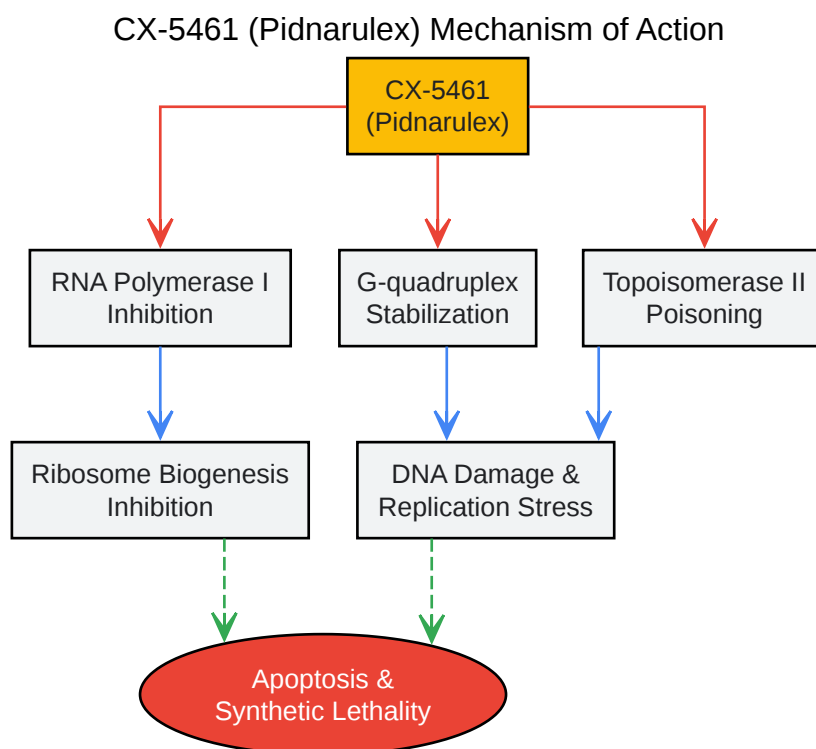 CX-5461 (Pidnarulex) Mechanism of Action
CX-5461
(Pidnarulex)
RNA Polymerase I
Inhibition
G-quadruplex
Stabilization
Topoisomerase II
Poisoning
Ribosome Biogenesis
Inhibition
DNA Damage &
Replication Stress
Apoptosis &
Synthetic Lethality